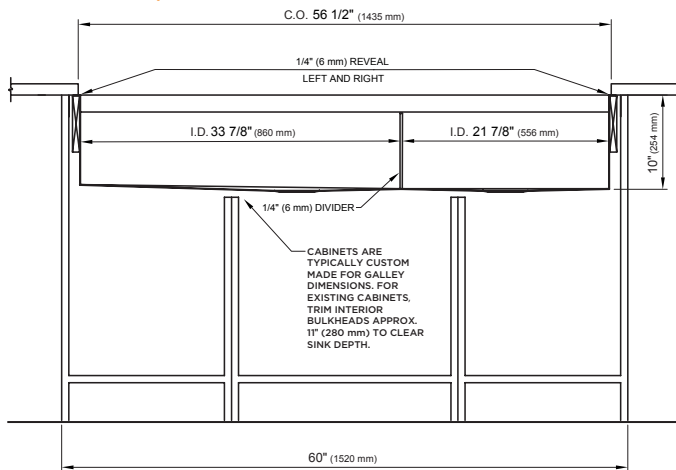 C.O. 56 1/2" (1435 mm)
1/4" (6 mm) REVEAL
LEFT AND RIGHT
I.D. 33 7/8" (860 mm)
I.D. 21 7/8" (556 mm)
10" (254 mm)
1/4" (6 mm) DIVIDER
CABINETS ARE
TYPICALLY CUSTOM
MADE FOR GALLEY
DIMENSIONS. FOR
EXISTING CABINETS,
TRIM INTERIOR
BULKHEADS APPROX.
11" (280 mm) TO CLEAR
SINK DEPTH.
60" (1520 mm)